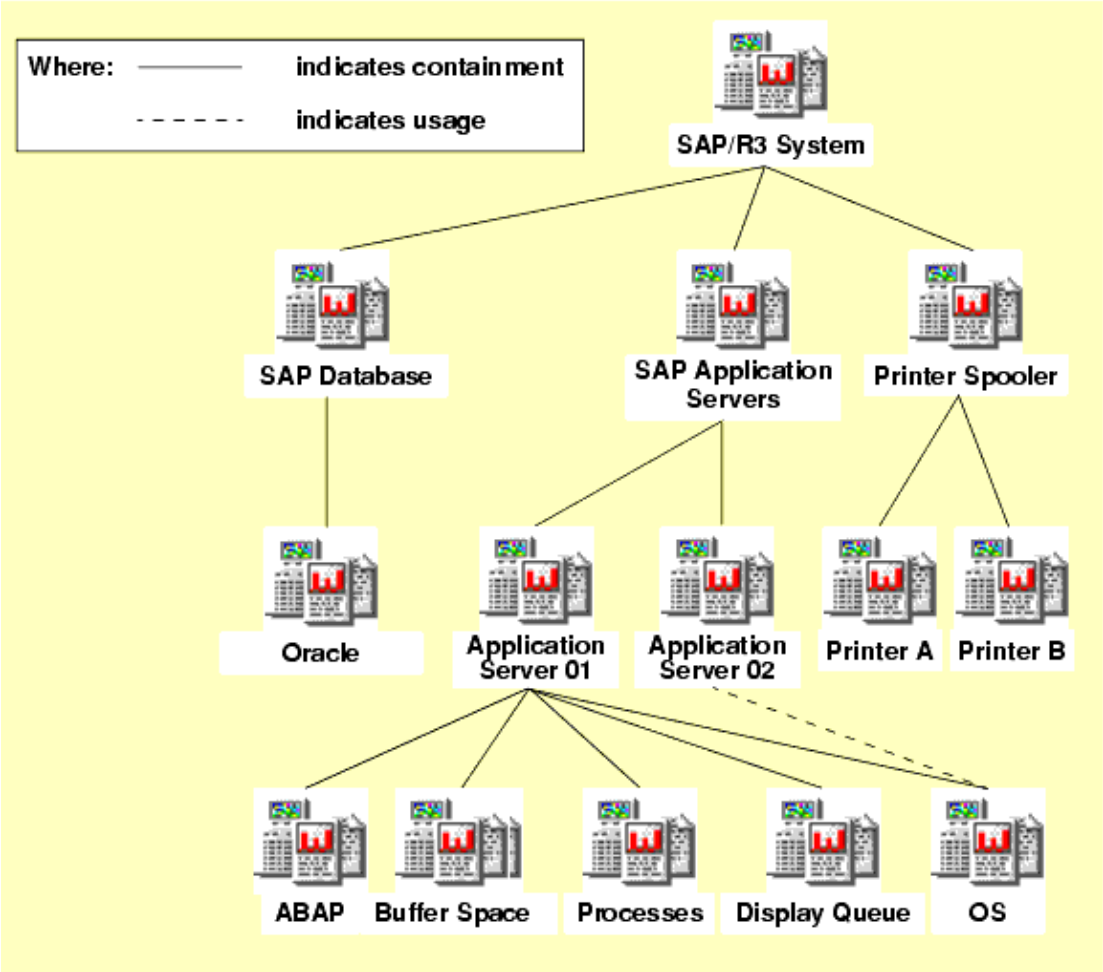 Where: indicates containment
indicates usage
SAP/R3 System
SAP Database
SAP Application
Servers
Printer Spooler
Oracle
Application
Server 01
Application
Server 02
Printer A
Printer B
ABAP
Buffer Space
Processes
Display Queue
OS